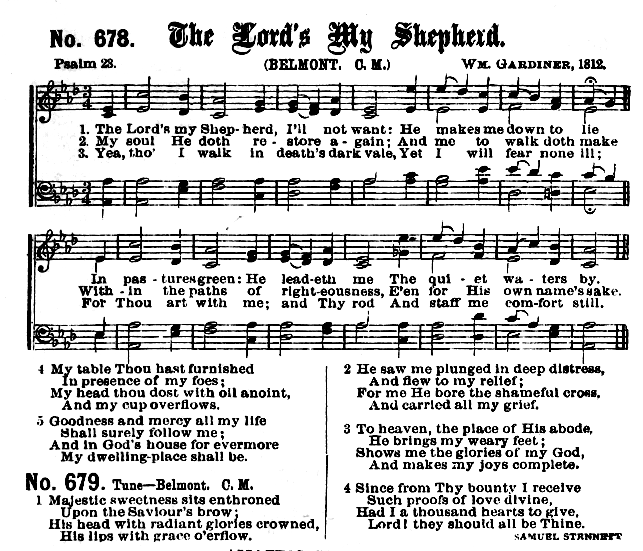 No. 678. The Lord's My Shepherd.
Psalm 23. (BELMONT. C. M.) WM. GARDINER, 1812.
1. The Lord's my Shep-herd, I'll not want: He makes me down to lie
2. My soul He doth re-store a-gain; And me to walk doth make
3. Yea, tho' I walk in death's dark vale, Yet I will fear none ill;
In pas-tures green: He lead-eth me The qui-et wa-ters by.
With-in the paths of right-eousness, E'en for His own name's sake.
For Thou art with me; and Thy rod And staff me com-fort still.
4 My table Thou hast furnished
In presence of my foes;
My head thou dost with oil anoint,
And my cup overflows.
5 Goodness and mercy all my life
Shall surely follow me;
And in God's house for evermore
My dwelling-place shall be.
No. 679. Tune—Belmont. C. M.
1 Majestic sweetness sits enthroned
Upon the Saviour's brow;
His head with radiant glories crowned,
His lips with grace o'erflow.
2 He saw me plunged in deep distress,
And flew to my relief;
For me He bore the shameful cross,
And carried all my grief.
3 To heaven, the place of His abode,
He brings my weary feet;
Shows me the glories of my God,
And makes my joys complete.
4 Since from Thy bounty I receive
Such proofs of love divine,
Had I a thousand hearts to give,
Lord! they should all be Thine.
SAMUEL STENNETT